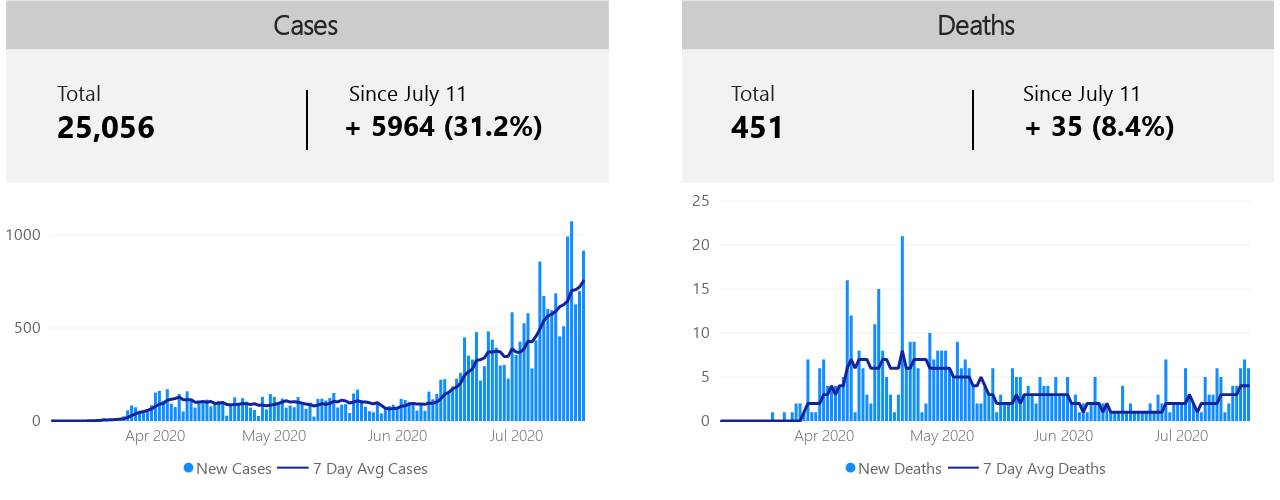 Cases
Total
25,056
Since July 11
+ 5964 (31.2%)
1000
500
0
Apr 2020 May 2020 Jun 2020 Jul 2020
New Cases 7 Day Avg Cases
Deaths
Total
451
Since July 11
+ 35 (8.4%)
25
20
15
10
5
0
Apr 2020 May 2020 Jun 2020 Jul 2020
New Deaths 7 Day Avg Deaths